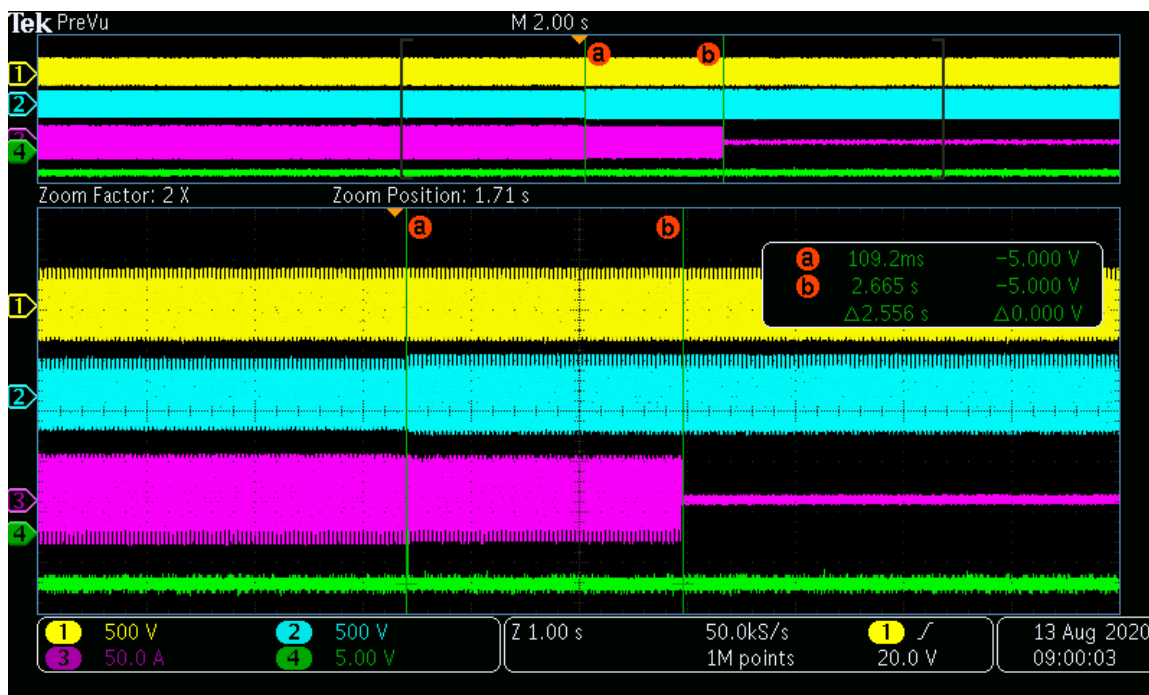 Tek PreVu M 2.00 s
a b
1
2
3
4
Zoom Factor: 2 X Zoom Position: 1.71 s
a b
a 109.2ms −5.000 V
b 2.665 s −5.000 V
△2.556 s △0.000 V
1
2
3
4
1 500 V 2 500 V Z 1.00 s 50.0kS/s 1 / 13 Aug 2020
3 50.0 A 4 5.00 V 1M points 20.0 V 09:00:03